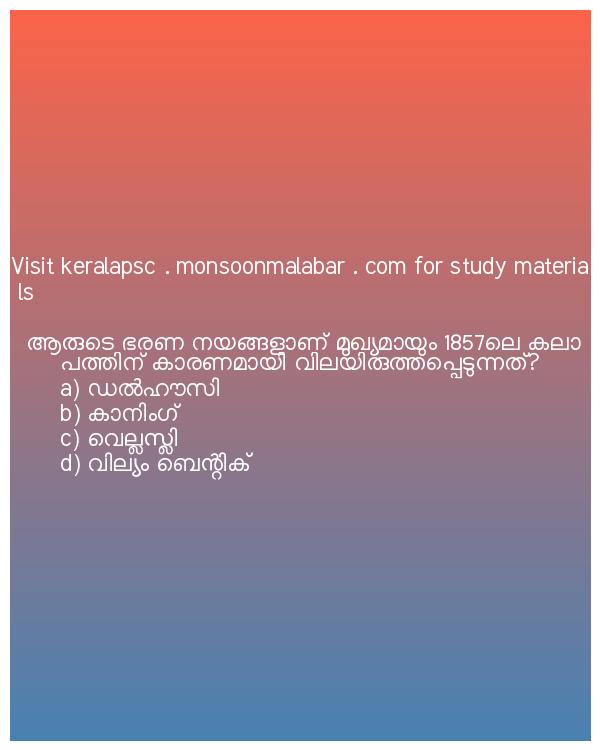 Visit keralapsc . monsoonmalabar . com for study materia
ls
ആരുടെ ഭരണ നയങ്ങളാണ് മുഖ്യമായും 1857ലെ കലാ
പത്തിന് കാരണമായി വിലയിരുത്തപ്പെടുന്നത്?
a) ഡൽഹൗസി
b) കാനിംഗ്
c) വെല്ലസ്ലി
d) വില്യം ബെന്റിക്